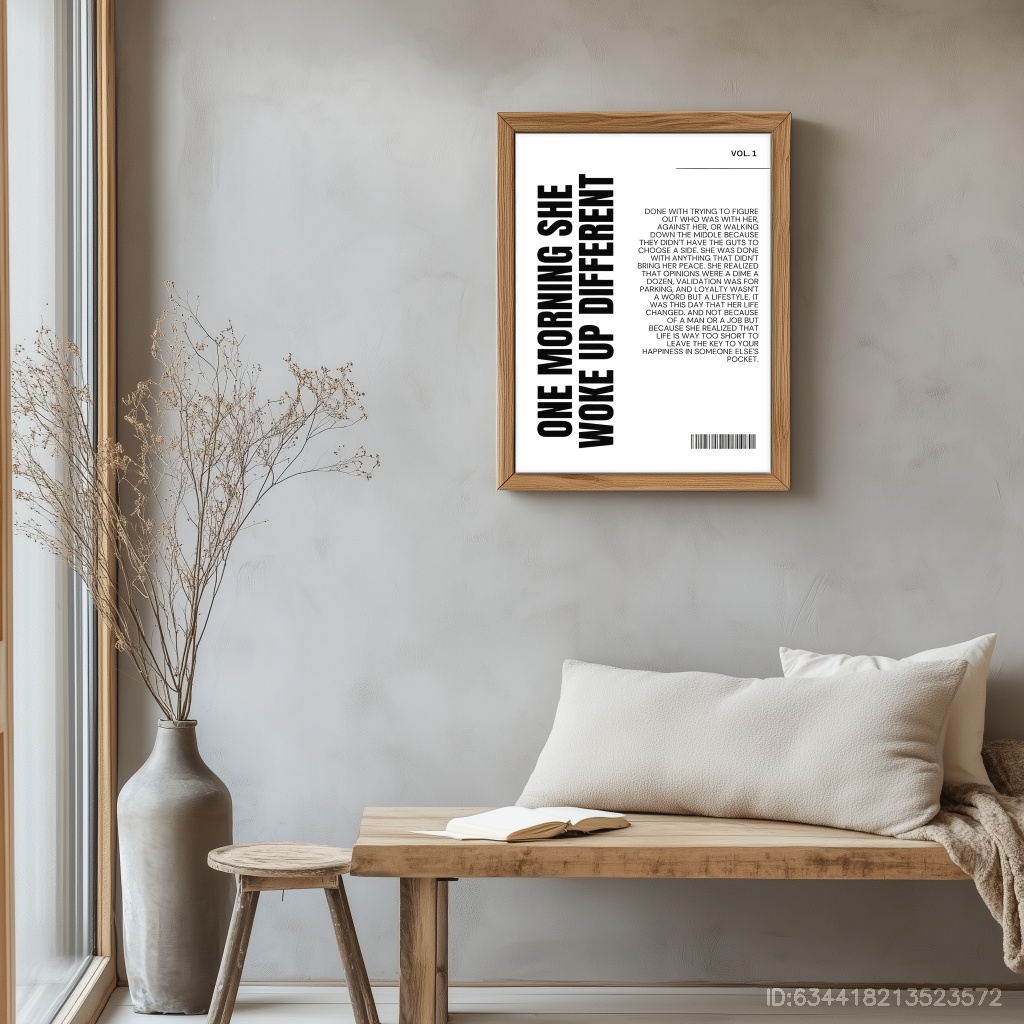 VOL. 1
ONE MORNING SHE
WOKE UP DIFFERENT
DONE WITH TRYING TO FIGURE
OUT WHO WAS WITH HER,
AGAINST HER, OR WALKING
DOWN THE MIDDLE BECAUSE
THEY DIDN'T HAVE THE GUTS TO
CHOOSE A SIDE. SHE WAS DONE
WITH ANYTHING THAT DIDN'T
BRING HER PEACE. SHE REALIZED
THAT OPINIONS WERE A DIME A
DOZEN, VALIDATION WAS FOR
PARKING, AND LOYALTY WASN'T
A WORD BUT A LIFESTYLE. IT
WAS THIS DAY THAT HER LIFE
CHANGED. AND NOT BECAUSE
OF A MAN OR A JOB BUT
BECAUSE SHE REALIZED THAT
LIFE IS WAY TOO SHORT TO
LEAVE THE KEY TO YOUR
HAPPINESS IN SOMEONE ELSE'S
POCKET.
ID:634418213523572